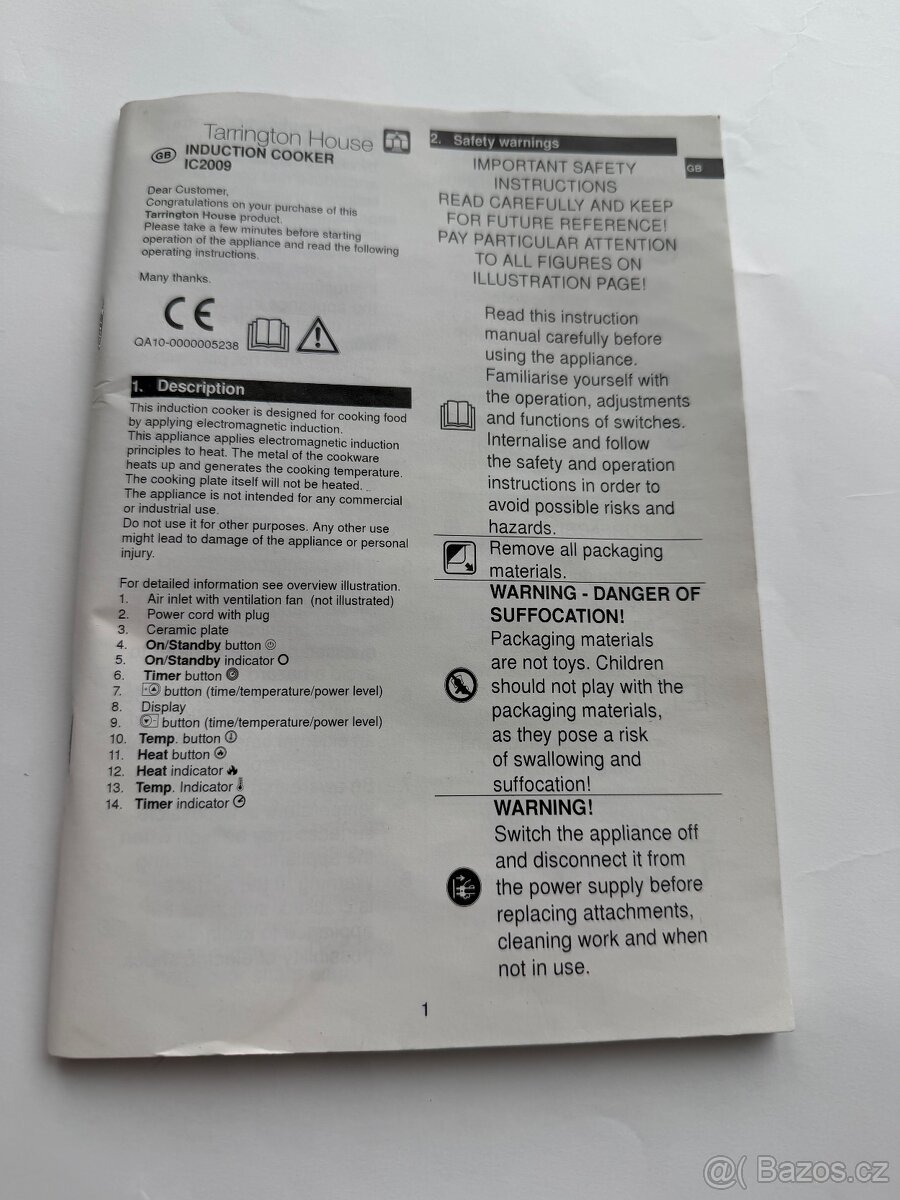 Tarrington House
GB
INDUCTION COOKER
IC2009
Dear Customer,
Congratulations on your purchase of this
Tarrington House product.
Please take a few minutes before starting
operation of the appliance and read the following
operating instructions.
Many thanks.
CE
QA10-0000005238
1. Description
This induction cooker is designed for cooking food
by applying electromagnetic induction.
This appliance applies electromagnetic induction
principles to heat. The metal of the cookware
heats up and generates the cooking temperature.
The cooking plate itself will not be heated.
The appliance is not intended for any commercial
or industrial use.
Do not use it for other purposes. Any other use
might lead to damage of the appliance or personal
injury.
For detailed information see overview illustration.
1. Air inlet with ventilation fan (not illustrated)
2. Power cord with plug
3. Ceramic plate
4. On/Standby button
5. On/Standby indicator
6. Timer button
7. button (time/temperature/power level)
8. Display
9. button (time/temperature/power level)
10. Temp. button
11. Heat button
12. Heat indicator
13. Temp. Indicator
14. Timer indicator
2. Safety warnings
GB
IMPORTANT SAFETY
INSTRUCTIONS
READ CAREFULLY AND KEEP
FOR FUTURE REFERENCE!
PAY PARTICULAR ATTENTION
TO ALL FIGURES ON
ILLUSTRATION PAGE!
Read this instruction
manual carefully before
using the appliance.
Familiarise yourself with
the operation, adjustments
and functions of switches.
Internalise and follow
the safety and operation
instructions in order to
avoid possible risks and
hazards.
Remove all packaging
materials.
WARNING - DANGER OF
SUFFOCATION!
Packaging materials
are not toys. Children
should not play with the
packaging materials,
as they pose a risk
of swallowing and
suffocation!
WARNING!
Switch the appliance off
and disconnect it from
the power supply before
replacing attachments,
cleaning work and when
not in use.
1
@( Bazos.cz